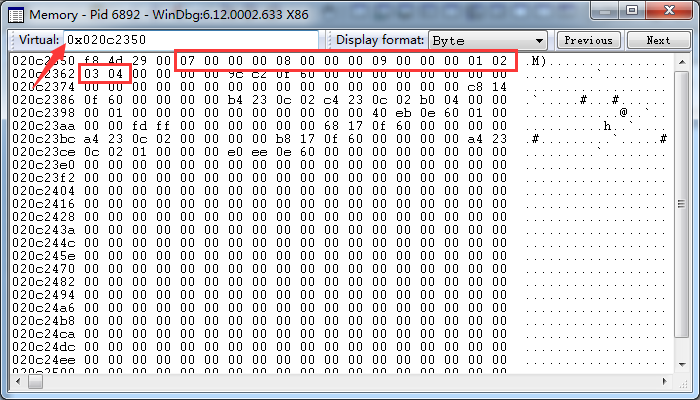 Memory - Pid 6892 - WinDbg:6.12.0002.633 X86
Virtual: 0x020c2350 Display format: Byte Previous Next
020c2350 f8 4d 29 00 07 00 00 00 08 00 00 00 09 00 00 00 01 02 .M)...............
020c2362 03 04 00 00 00 00 9c c2 0f 60 00 00 00 00 00 00 00 00 .........`........
020c2374 00 00 00 00 00 00 00 00 00 00 00 00 00 00 00 00 c8 14 ..................
020c2386 0f 60 00 00 00 00 b4 23 0c 02 c4 23 0c 02 b0 04 00 00 .`.....#...#......
020c2398 00 01 00 00 00 00 00 00 00 00 00 00 40 eb 0e 60 01 00 ............@..`..
020c23aa 00 00 fd ff 00 00 00 00 00 00 68 17 0f 60 00 00 00 00 ..........h..`....
020c23bc a4 23 0c 02 00 00 00 00 b8 17 0f 60 00 00 00 00 a4 23 .#.........`.....#
020c23ce 0c 02 01 00 00 00 e0 ee 0e 60 00 00 00 00 00 00 00 00 .........`........
020c23e0 00 00 00 00 00 00 00 00 00 00 00 00 00 00 00 00 00 00 ..................
020c23f2 00 00 00 00 00 00 00 00 00 00 00 00 00 00 00 00 00 00 ..................
020c2404 00 00 00 00 00 00 00 00 00 00 00 00 00 00 00 00 00 00 ..................
020c2416 00 00 00 00 00 00 00 00 00 00 00 00 00 00 00 00 00 00 ..................
020c2428 00 00 00 00 00 00 00 00 00 00 00 00 00 00 00 00 00 00 ..................
020c243a 00 00 00 00 00 00 00 00 00 00 00 00 00 00 00 00 00 00 ..................
020c244c 00 00 00 00 00 00 00 00 00 00 00 00 00 00 00 00 00 00 ..................
020c245e 00 00 00 00 00 00 00 00 00 00 00 00 00 00 00 00 00 00 ..................
020c2470 00 00 00 00 00 00 00 00 00 00 00 00 00 00 00 00 00 00 ..................
020c2482 00 00 00 00 00 00 00 00 00 00 00 00 00 00 00 00 00 00 ..................
020c2494 00 00 00 00 00 00 00 00 00 00 00 00 00 00 00 00 00 00 ..................
020c24a6 00 00 00 00 00 00 00 00 00 00 00 00 00 00 00 00 00 00 ..................
020c24b8 00 00 00 00 00 00 00 00 00 00 00 00 00 00 00 00 00 00 ..................
020c24ca 00 00 00 00 00 00 00 00 00 00 00 00 00 00 00 00 00 00 ..................
020c24dc 00 00 00 00 00 00 00 00 00 00 00 00 00 00 00 00 00 00 ..................
020c24ee 00 00 00 00 00 00 00 00 00 00 00 00 00 00 00 00 00 00 ..................